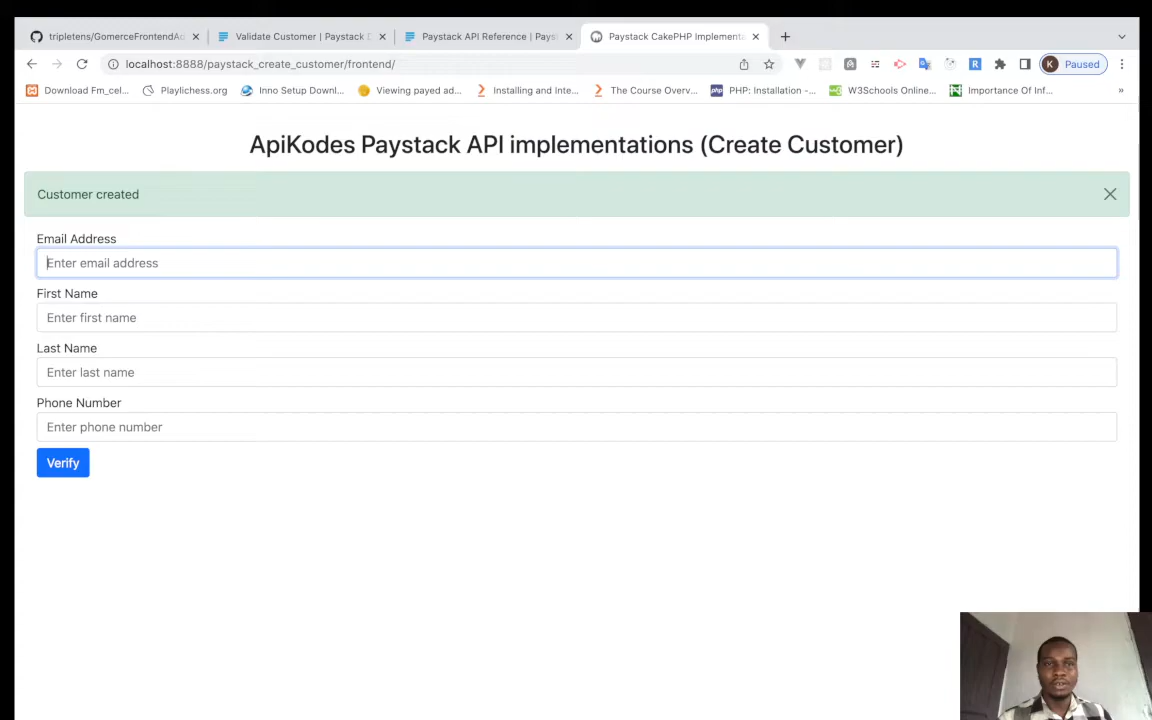 tripletens/GomerceFrontendAd
Validate Customer | Paystack D
Paystack API Reference | Payst
Paystack CakePHP Implementa
localhost:8888/paystack_create_customer/frontend/
K Paused
Download Fm_cel...
Playlichess.org
Inno Setup Downl...
Viewing payed ad...
Installing and Inte...
The Course Overv...
php PHP: Installation -...
W3Schools Online...
Importance Of Inf...
»
ApiKodes Paystack API implementations (Create Customer)
Customer created
Email Address
Enter email address
First Name
Enter first name
Last Name
Enter last name
Phone Number
Enter phone number
Verify